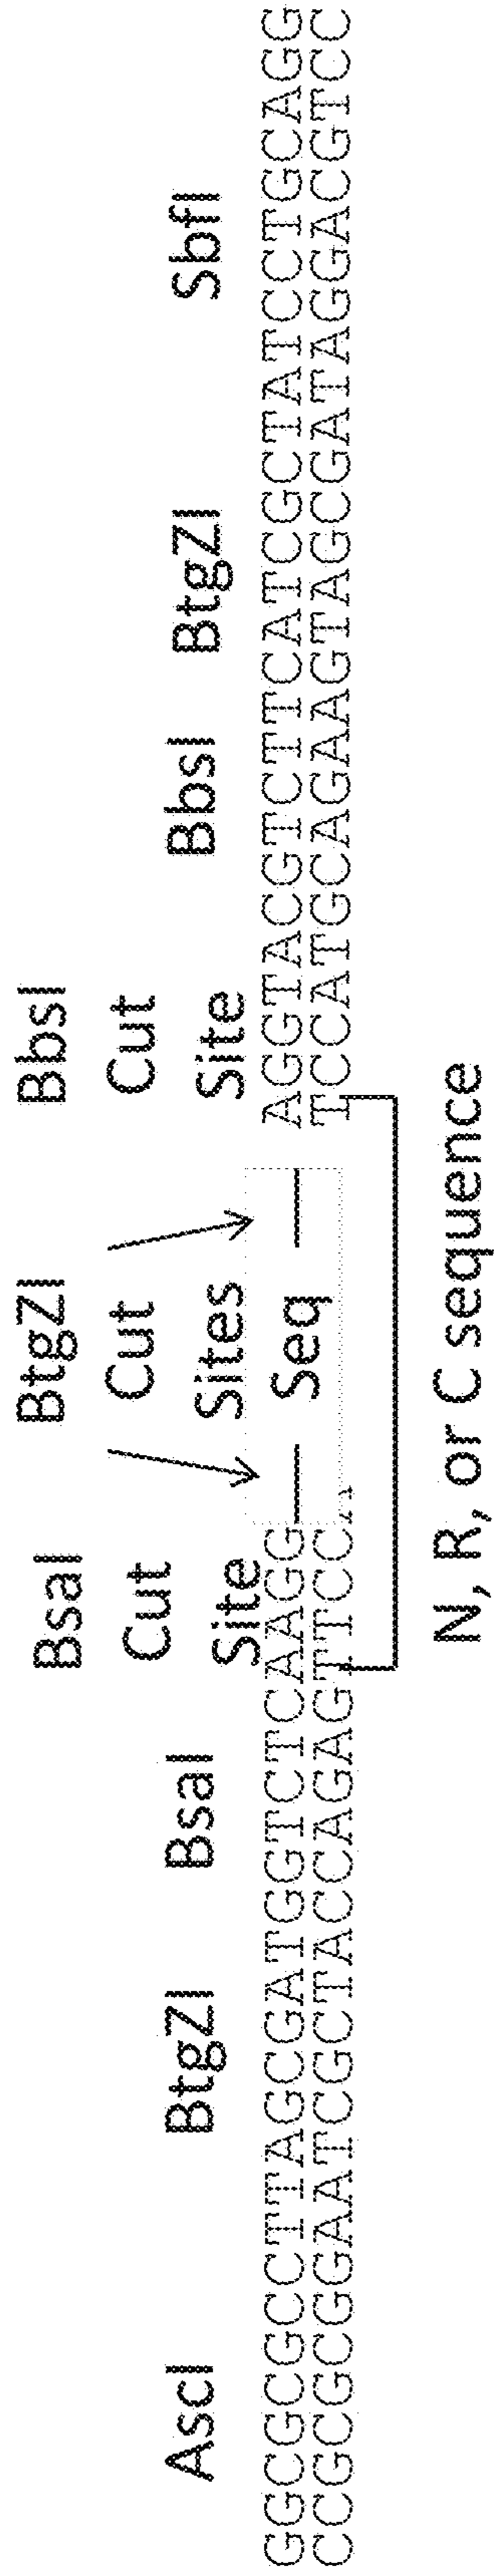 AscI
BtgZI
BsaI
BsaI
Cut
Site
BtgZI
Cut
Sites
BbsI
Cut
Site
BbsI
BtgZI
SbfI
GGCGCGCCTTAGCGATGGTCTCAAGG Seq AGGTACGTCTTCATCGCTATCCTGCAGG
CCGCGCGGAATCGCTACCAGAGTTCCA TCCATGCAGAAGTAGCGATAGGACGTCC
N, R, or C sequence